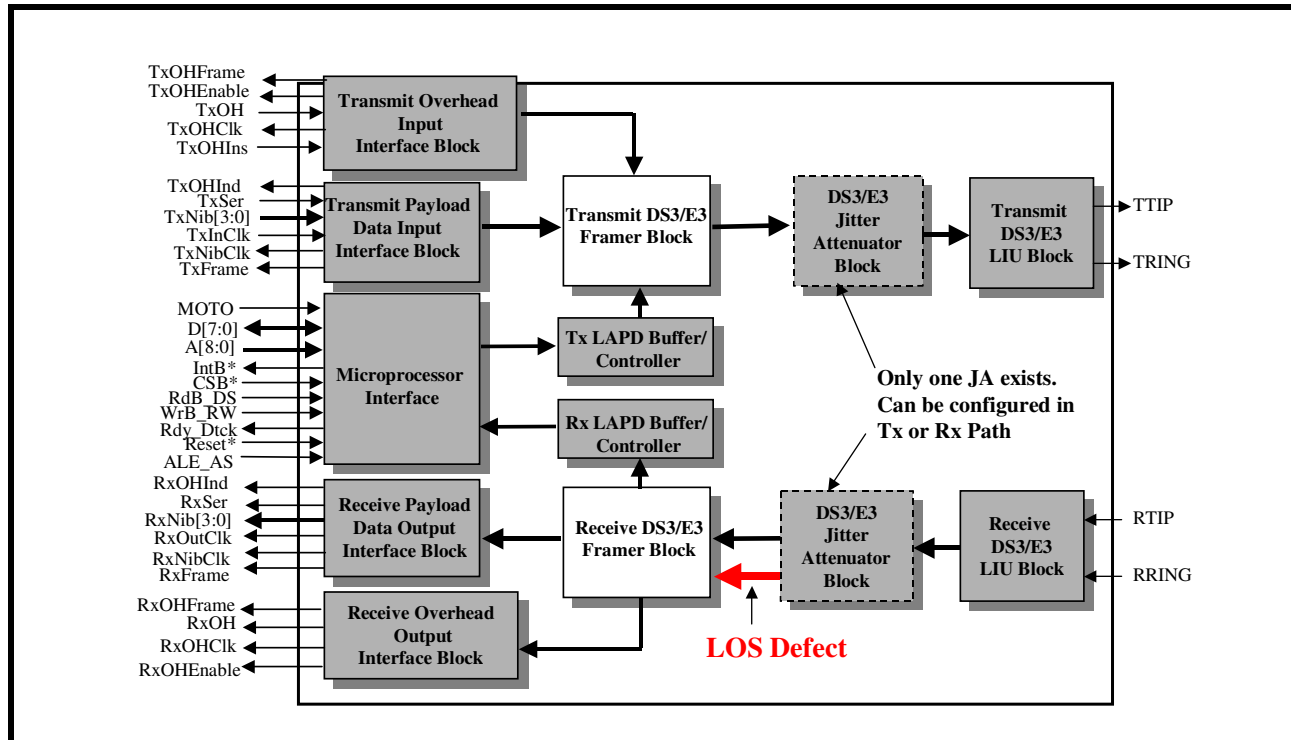 TxOHFrame
TxOHEnable
TxOH
TxOHClk
TxOHIns
Transmit Overhead
Input
Interface Block
TxOHInd
TxSer
TxNib[3:0]
TxInClk
TxNibClk
TxFrame
Transmit Payload
Data Input
Interface Block
Transmit DS3/E3
Framer Block
DS3/E3
Jitter
Attenuator
Block
Transmit
DS3/E3
LIU Block
TTIP
TRING
MOTO
D[7:0]
A[8:0]
IntB*
CSB*
RdB_DS
WrB_RW
Rdy_Dtck
Reset*
ALE_AS
Microprocessor
Interface
Tx LAPD Buffer/
Controller
Rx LAPD Buffer/
Controller
Only one JA exists.
Can be configured in
Tx or Rx Path
RxOHInd
RxSer
RxNib[3:0]
RxOutClk
RxNibClk
RxFrame
Receive Payload
Data Output
Interface Block
Receive DS3/E3
Framer Block
DS3/E3
Jitter
Attenuator
Block
Receive
DS3/E3
LIU Block
RTIP
RRING
RxOHFrame
RxOH
RxOHClk
RxOHEnable
Receive Overhead
Output
Interface Block
LOS Defect